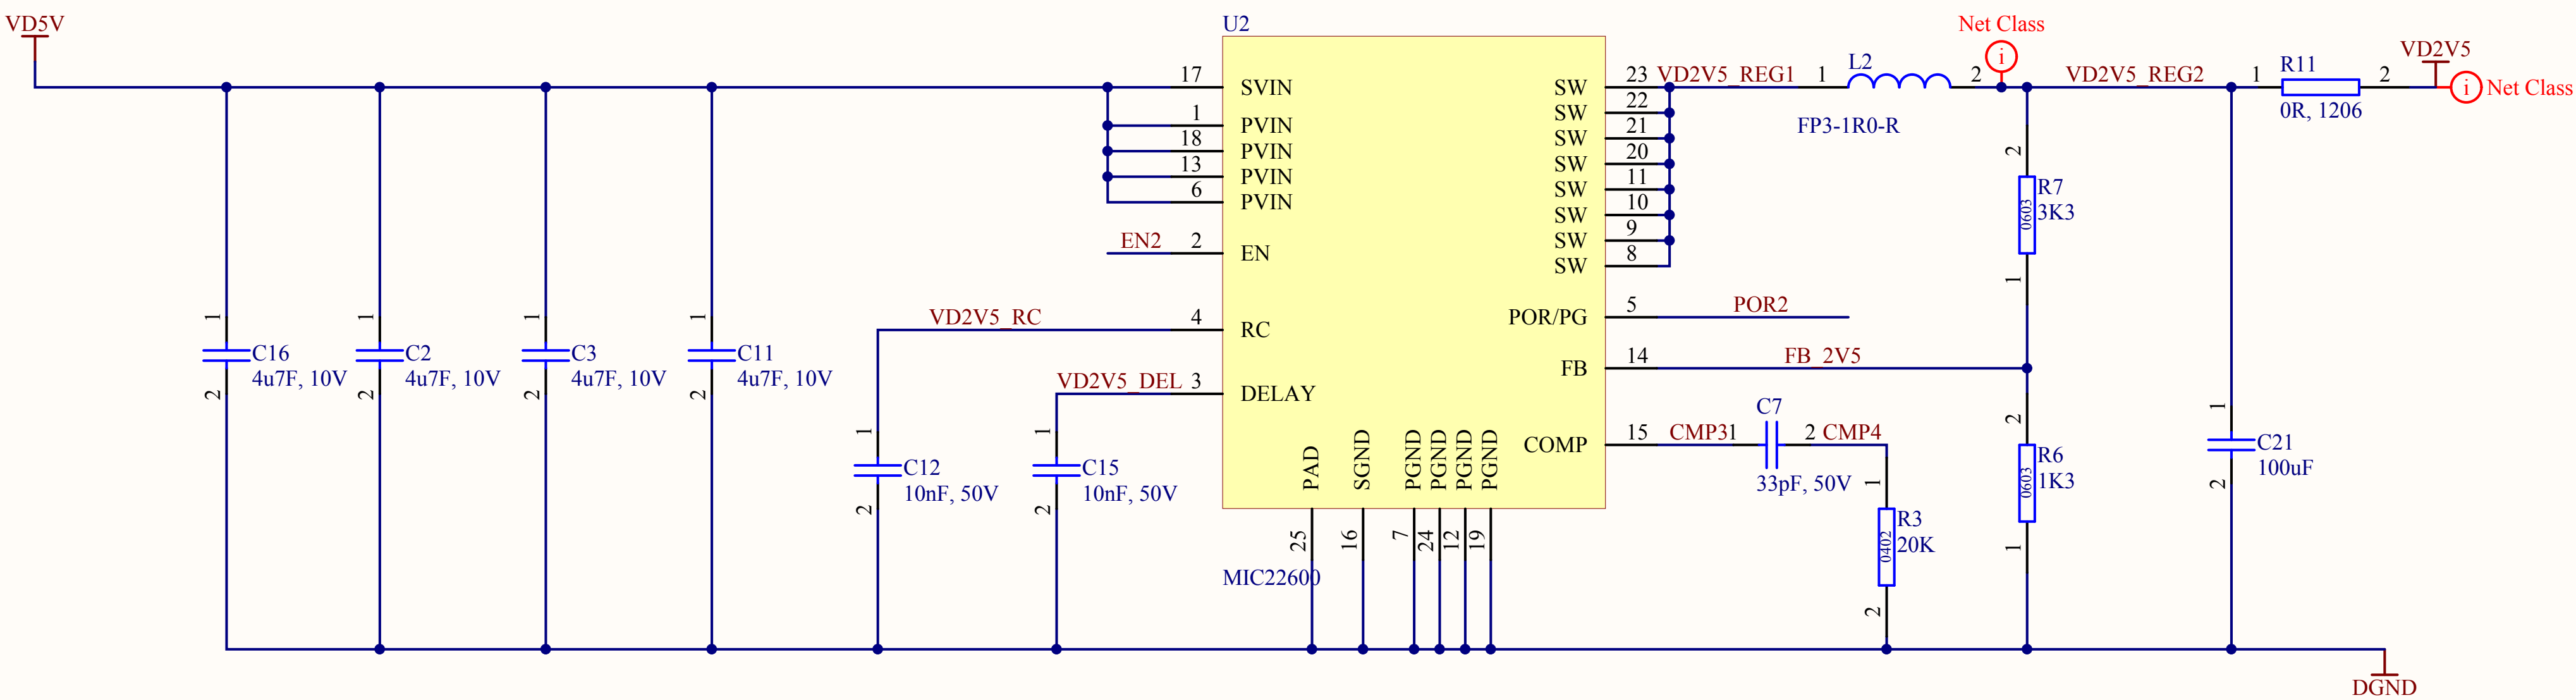 VD5V
U2
17
SVIN
1
PVIN
18
PVIN
13
PVIN
6
PVIN
EN2
2
EN
VD2V5_RC
4
RC
VD2V5_DEL
3
DELAY
SW
23
VD2V5_REG1
SW
22
SW
21
SW
20
SW
11
SW
10
SW
9
SW
8
POR/PG
5
POR2
FB
14
FB_2V5
COMP
15
CMP3
1
C7
2
CMP4
33pF, 50V
PAD
SGND
PGND
PGND
PGND
PGND
25
16
7
24
12
19
MIC22600
1
L2
2
FP3-1R0-R
Net Class
i
VD2V5_REG2
1
R11
2
0R, 1206
VD2V5
i
Net Class
2
R7
0603
3K3
1
2
R6
0603
1K3
1
1
R3
0402
20K
2
1
C21
100uF
2
1
C16
4u7F, 10V
2
1
C2
4u7F, 10V
2
1
C3
4u7F, 10V
2
1
C11
4u7F, 10V
2
1
C12
10nF, 50V
2
1
C15
10nF, 50V
2
DGND